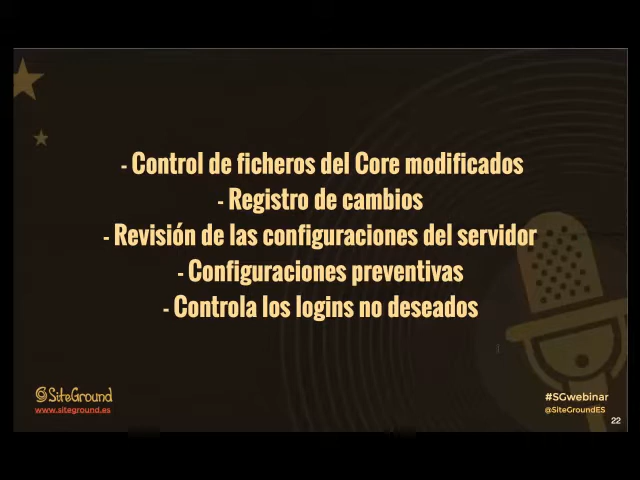 - Control de ficheros del Core modificados
- Registro de cambios
- Revisión de las configuraciones del servidor
- Configuraciones preventivas
- Controla los logins no deseados
SiteGround
www.siteground.es
#SGwebinar
@SiteGroundES
22